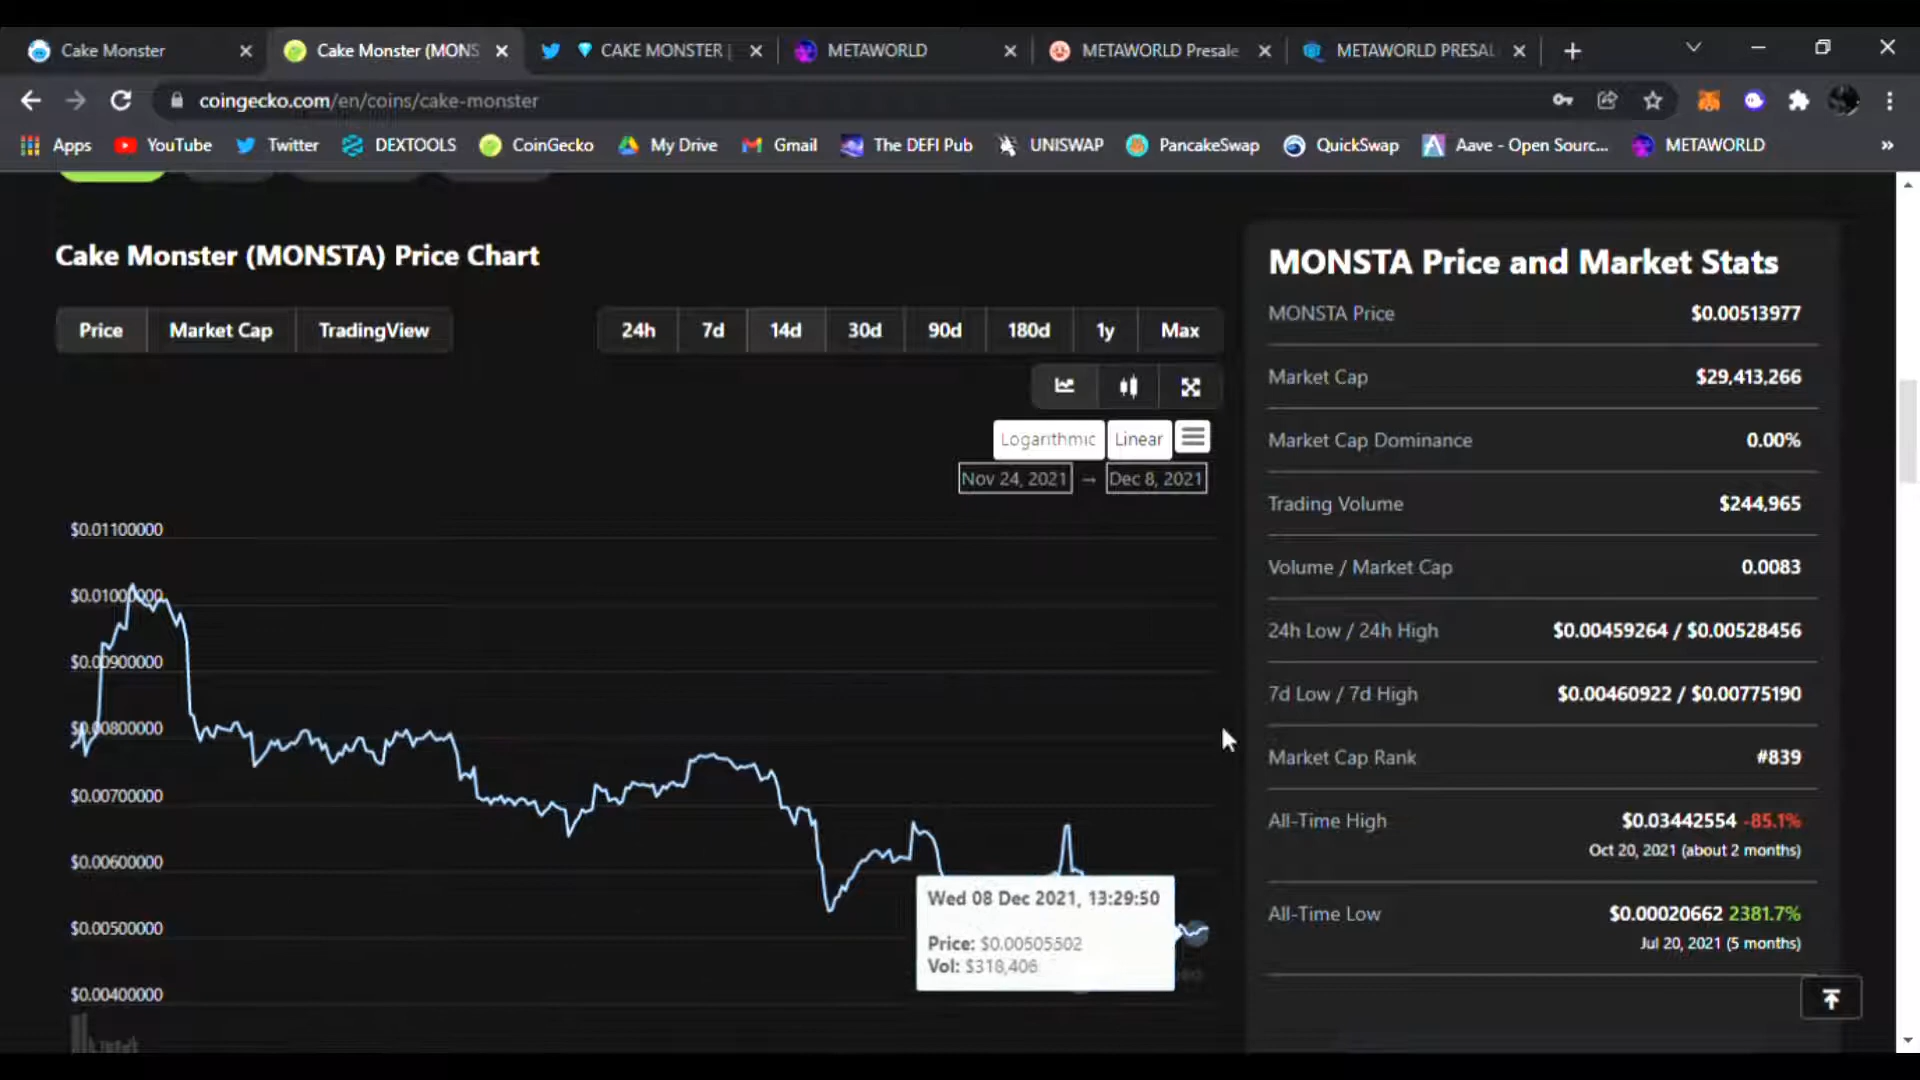 Cake Monster
Cake Monster (MONS
CAKE MONSTER |
METAWORLD
METAWORLD Presale
METAWORLD PRESAL
coingecko.com/en/coins/cake-monster
Apps
YouTube
Twitter
DEXTOOLS
CoinGecko
My Drive
Gmail
The DEFI Pub
UNISWAP
PancakeSwap
QuickSwap
Aave - Open Sourc...
METAWORLD
»
Cake Monster (MONSTA) Price Chart
Price
Market Cap
TradingView
24h
7d
14d
30d
90d
180d
1y
Max
Logarithmic
Linear
Nov 24, 2021 → Dec 8, 2021
$0.01100000
$0.01000000
$0.00900000
$0.00800000
$0.00700000
$0.00600000
$0.00500000
$0.00400000
Wed 08 Dec 2021, 13:29:50
Price: $0.00505502
Vol: $318,406
MONSTA Price and Market Stats
MONSTA Price $0.00513977
Market Cap $29,413,266
Market Cap Dominance 0.00%
Trading Volume $244,965
Volume / Market Cap 0.0083
24h Low / 24h High $0.00459264 / $0.00528456
7d Low / 7d High $0.00460922 / $0.00775190
Market Cap Rank #839
All-Time High $0.03442554 -85.1%
Oct 20, 2021 (about 2 months)
All-Time Low $0.00020662 2381.7%
Jul 20, 2021 (5 months)